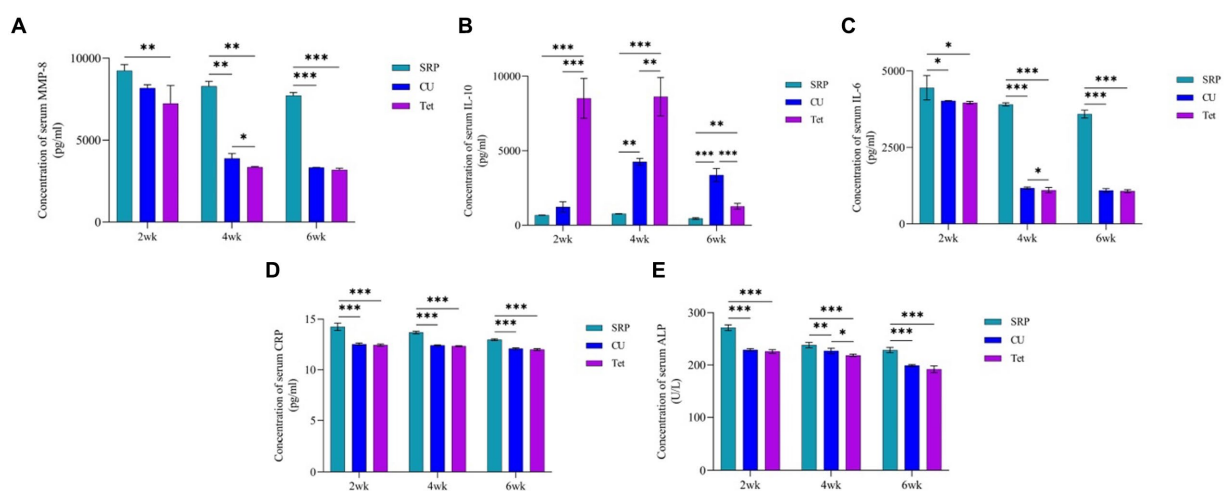 A
Concentration of serum MMP-8
(pg/ml)
10000
5000
0
**
**
**
*
***
***
2wk
4wk
6wk
SRP
CU
Tet
B
Concentration of serum IL-10
(pg/ml)
10000
5000
0
***
***
***
**
**
**
***
***
2wk
4wk
6wk
SRP
CU
Tet
C
Concentration of serum IL-6
(pg/ml)
5000
2500
0
*
*
***
***
*
***
***
2wk
4wk
6wk
SRP
CU
Tet
D
Concentration of serum CRP
(pg/ml)
15
10
5
0
***
***
***
***
***
***
2wk
4wk
6wk
SRP
CU
Tet
E
Concentration of serum ALP
(U/L)
300
200
100
0
***
***
***
**
*
***
***
2wk
4wk
6wk
SRP
CU
Tet